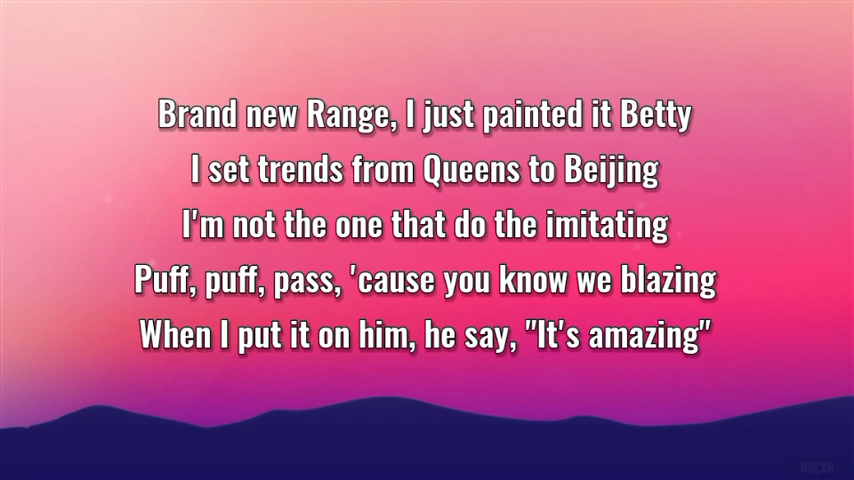 Brand new Range, I just painted it Betty
I set trends from Queens to Beijing
I'm not the one that do the imitating
Puff, puff, pass, 'cause you know we blazing
When I put it on him, he say, "It's amazing"
MOCAH